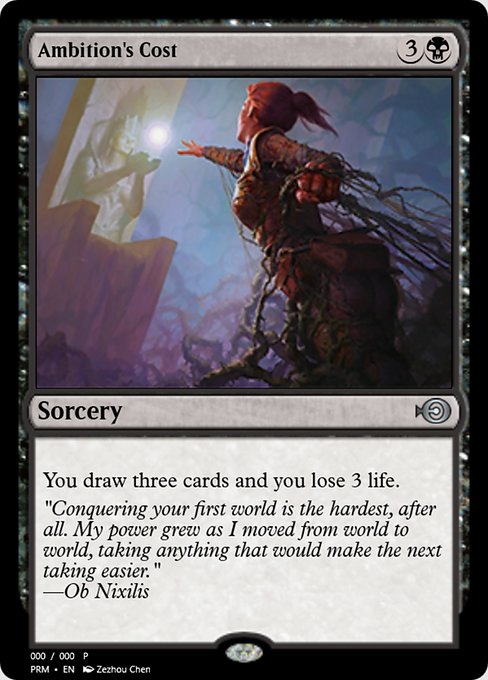 Ambition's Cost 3
Sorcery
You draw three cards and you lose 3 life.
"Conquering your first world is the hardest, after
all. My power grew as I moved from world to
world, taking anything that would make the next
taking easier."
—Ob Nixilis
000 / 000 P
PRM • EN Zezhou Chen